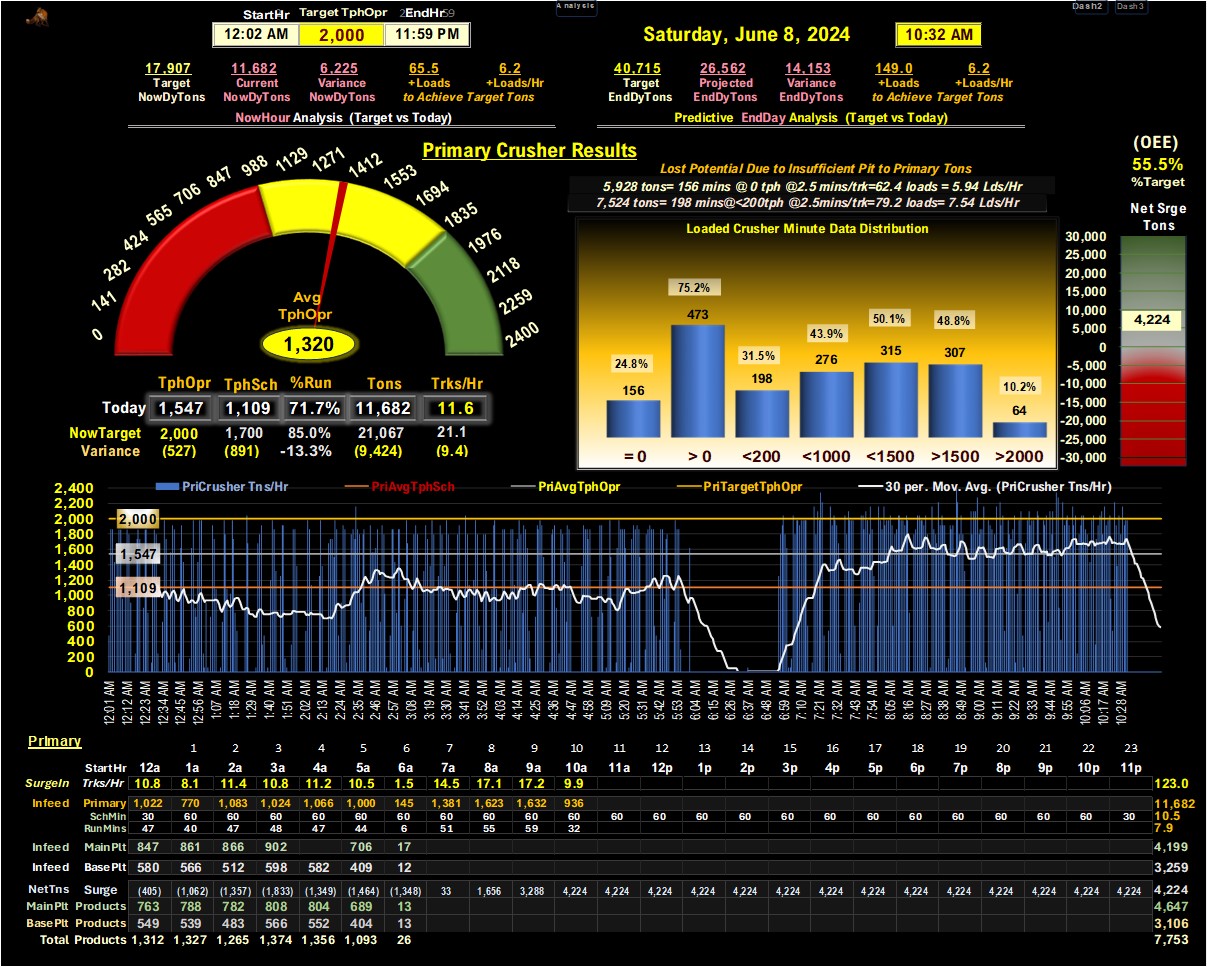 StartHr Target TphOpr EndHr
12:02 AM 2,000 11:59 PM
Analysis
Dash2 Dash3
Saturday, June 8, 2024 10:32 AM
17,907 11,682 6,225 65.5 6.2
Target Current Variance +Loads +Loads/Hr
NowDyTons NowDyTons NowDyTons to Achieve Target Tons
NowHour Analysis (Target vs Today)
40,715 26,562 14,153 149.0 6.2
Target Projected Variance +Loads +Loads/Hr
EndDyTons EndDyTons EndDyTons to Achieve Target Tons
Predictive EndDay Analysis (Target vs Today)
Primary Crusher Results
0 141 282 424 565 706 847 988 1129 1271 1412 1553 1694 1835 1976 2118 2259 2400
Avg
TphOpr
1,320
TphOpr TphSch %Run Tons Trks/Hr
Today 1,547 1,109 71.7% 11,682 11.6
NowTarget 2,000 1,700 85.0% 21,067 21.1
Variance (527) (891) -13.3% (9,424) (9.4)
Lost Potential Due to Insufficient Pit to Primary Tons
5,928 tons= 156 mins @ 0 tph @2.5 mins/trk=62.4 loads = 5.94 Lds/Hr
7,524 tons= 198 mins@<200tph @2.5mins/trk=79.2 loads= 7.54 Lds/Hr
Loaded Crusher Minute Data Distribution
24.8% 75.2% 31.5% 43.9% 50.1% 48.8% 10.2%
156 473 198 276 315 307 64
= 0 > 0 <200 <1000 <1500 >1500 >2000
(OEE)
55.5%
%Target
Net Srge
Tons
30,000
25,000
20,000
15,000
10,000
5,000
0
-5,000
-10,000
-15,000
-20,000
-25,000
-30,000
4,224
PriCrusher Tns/Hr PriAvgTphSch PriAvgTphOpr PriTargetTphOpr 30 per. Mov. Avg. (PriCrusher Tns/Hr)
2,400
2,200
2,000
1,800
1,600
1,400
1,200
1,000
800
600
400
200
0
2,000
1,547
1,109
12:01 AM 12:12 AM 12:23 AM 12:34 AM 12:45 AM 12:56 AM 1:07 AM 1:18 AM 1:29 AM 1:40 AM 1:51 AM 2:02 AM 2:13 AM 2:24 AM 2:35 AM 2:46 AM 2:57 AM 3:08 AM 3:19 AM 3:30 AM 3:41 AM 3:52 AM 4:03 AM 4:14 AM 4:25 AM 4:36 AM 4:47 AM 4:58 AM 5:09 AM 5:20 AM 5:31 AM 5:42 AM 5:53 AM 6:04 AM 6:15 AM 6:26 AM 6:37 AM 6:48 AM 6:59 AM 7:10 AM 7:21 AM 7:32 AM 7:43 AM 7:54 AM 8:05 AM 8:16 AM 8:27 AM 8:38 AM 8:49 AM 9:00 AM 9:11 AM 9:22 AM 9:33 AM 9:44 AM 9:55 AM 10:06 AM 10:17 AM 10:28 AM
Primary 1 2 3 4 5 6 7 8 9 10 11 12 13 14 15 16 17 18 19 20 21 22 23
StartHr 12a 1a 2a 3a 4a 5a 6a 7a 8a 9a 10a 11a 12p 1p 2p 3p 4p 5p 6p 7p 8p 9p 10p 11p
SurgeIn Trks/Hr 10.8 8.1 11.4 10.8 11.2 10.5 1.5 14.5 17.1 17.2 9.9 123.0
Infeed Primary 1,022 770 1,083 1,024 1,066 1,000 145 1,381 1,623 1,632 936 11,682
SchMin 30 60 60 60 60 60 60 60 60 60 60 60 60 60 60 60 60 60 60 60 60 60 60 30 10.5
RunMins 47 40 47 48 47 44 6 51 55 59 32 7.9
Infeed MainPlt 847 861 866 902 706 17 4,199
Infeed BasePlt 580 566 512 598 582 409 12 3,259
NetTns Surge (405) (1,062) (1,357) (1,833) (1,349) (1,464) (1,348) 33 1,656 3,288 4,224 4,224 4,224 4,224 4,224 4,224 4,224 4,224 4,224 4,224 4,224 4,224 4,224 4,224 4,224
MainPlt Products 763 788 782 808 804 689 13 4,647
BasePlt Products 549 539 483 566 552 404 13 3,106
Total Products 1,312 1,327 1,265 1,374 1,356 1,093 26 7,753